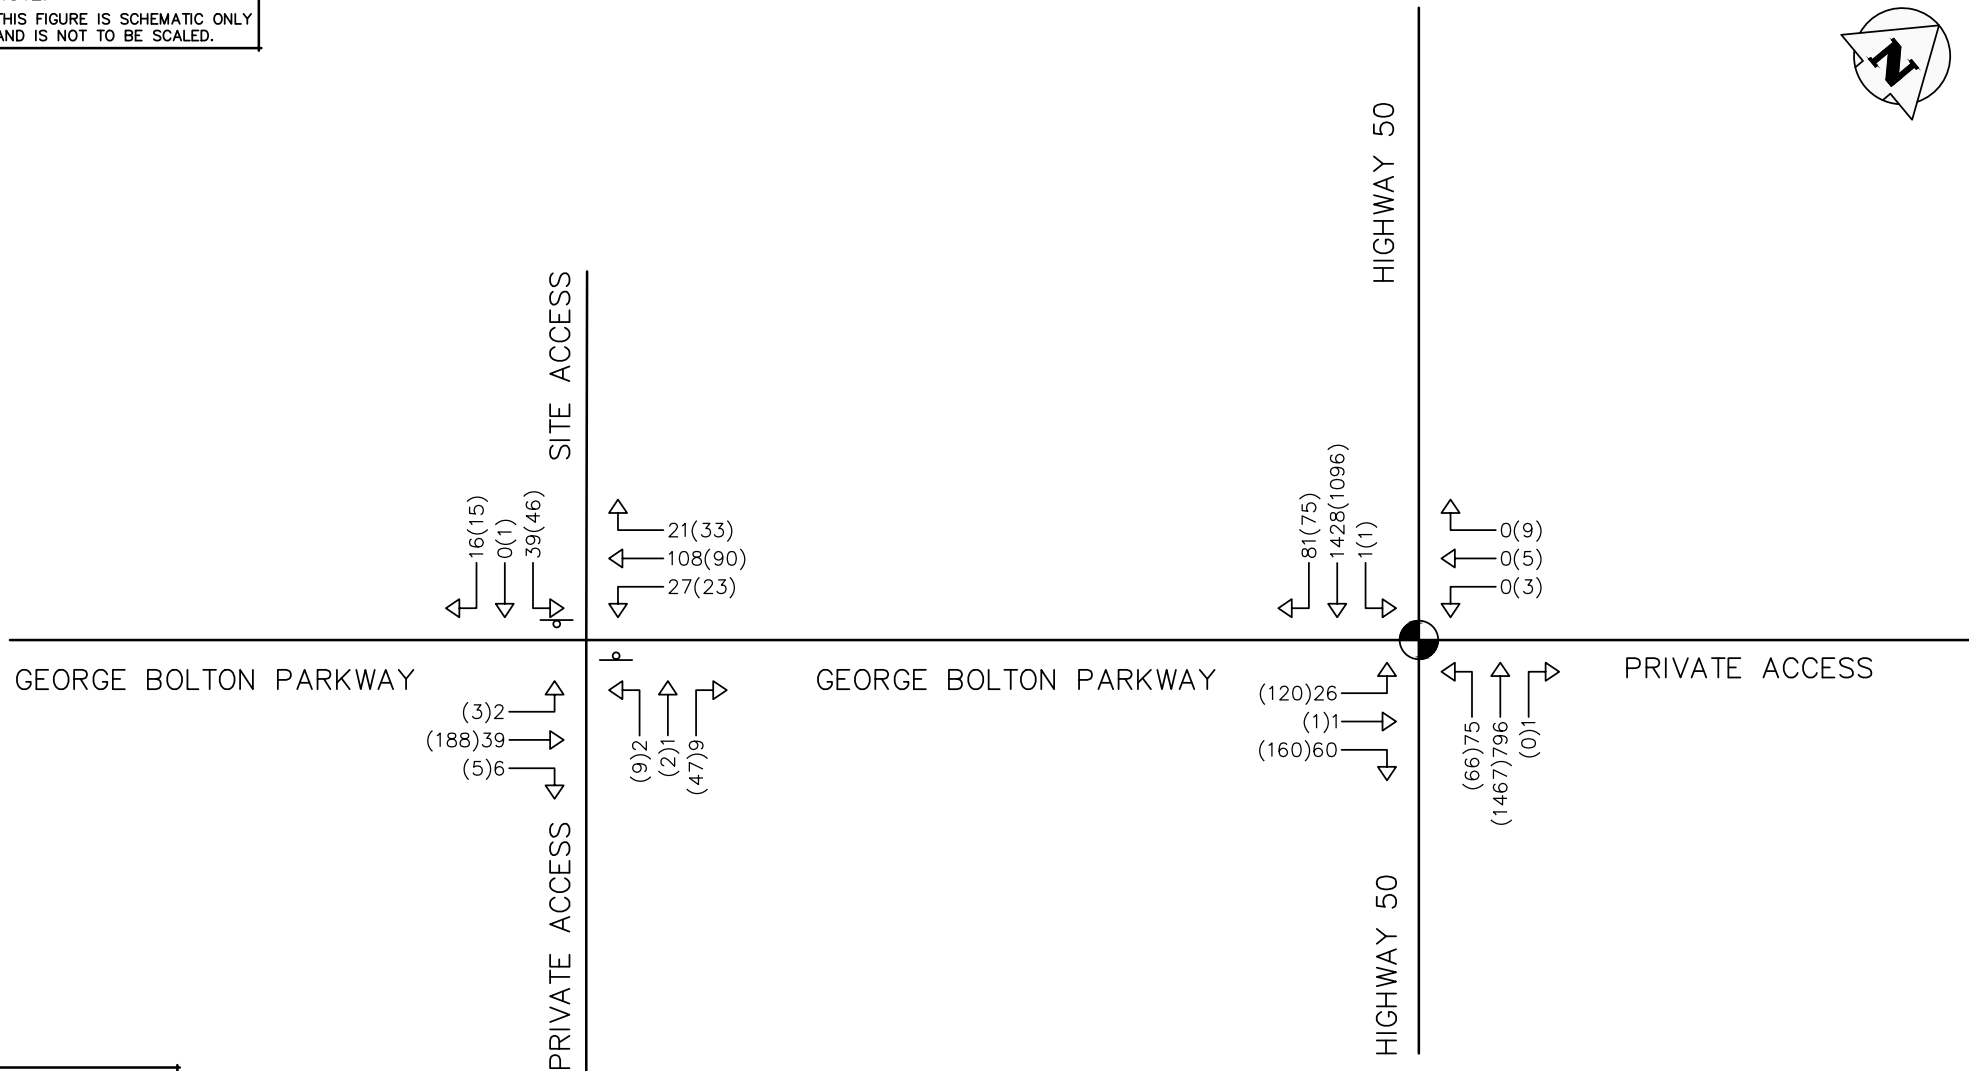 THIS FIGURE IS SCHEMATIC ONLY
AND IS NOT TO BE SCALED.
N
HIGHWAY 50
SITE ACCESS
16(15)
0(1)
39(46)
21(33)
108(90)
27(23)
81(75)
1428(1096)
1(1)
0(9)
0(5)
0(3)
GEORGE BOLTON PARKWAY
GEORGE BOLTON PARKWAY
PRIVATE ACCESS
(3)2
(188)39
(5)6
(9)2
(2)1
(47)9
(120)26
(1)1
(160)60
(66)75
(1467)796
(0)1
PRIVATE ACCESS
HIGHWAY 50